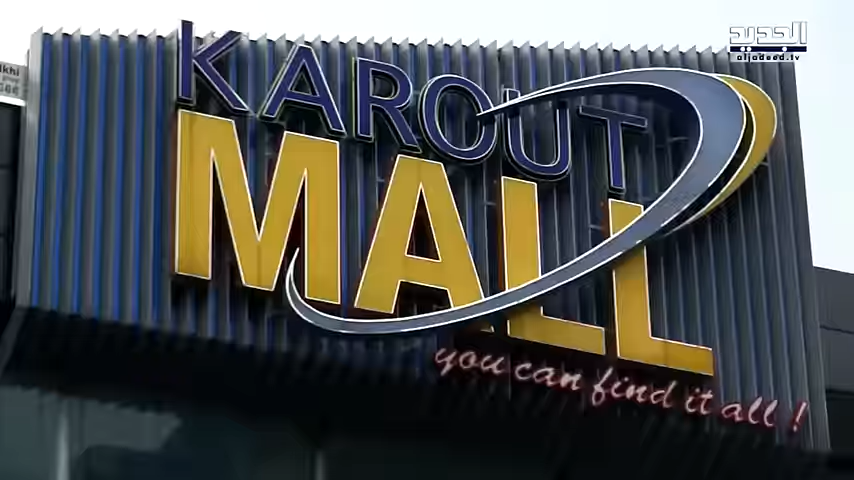 الجديد
aljadeed.tv
KAROUT
MALL
you can find it all !